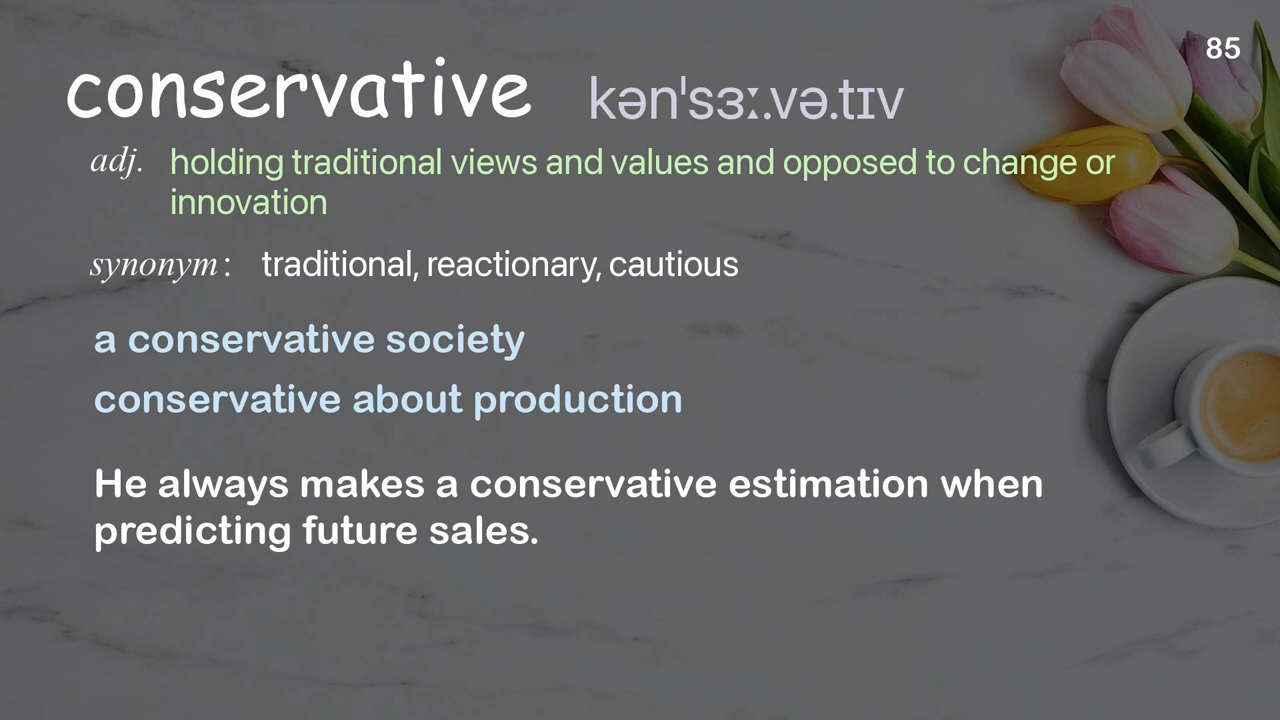 85
conservative kən'sɜː.və.tɪv
adj. holding traditional views and values and opposed to change or
innovation
synonym : traditional, reactionary, cautious
a conservative society
conservative about production
He always makes a conservative estimation when
predicting future sales.